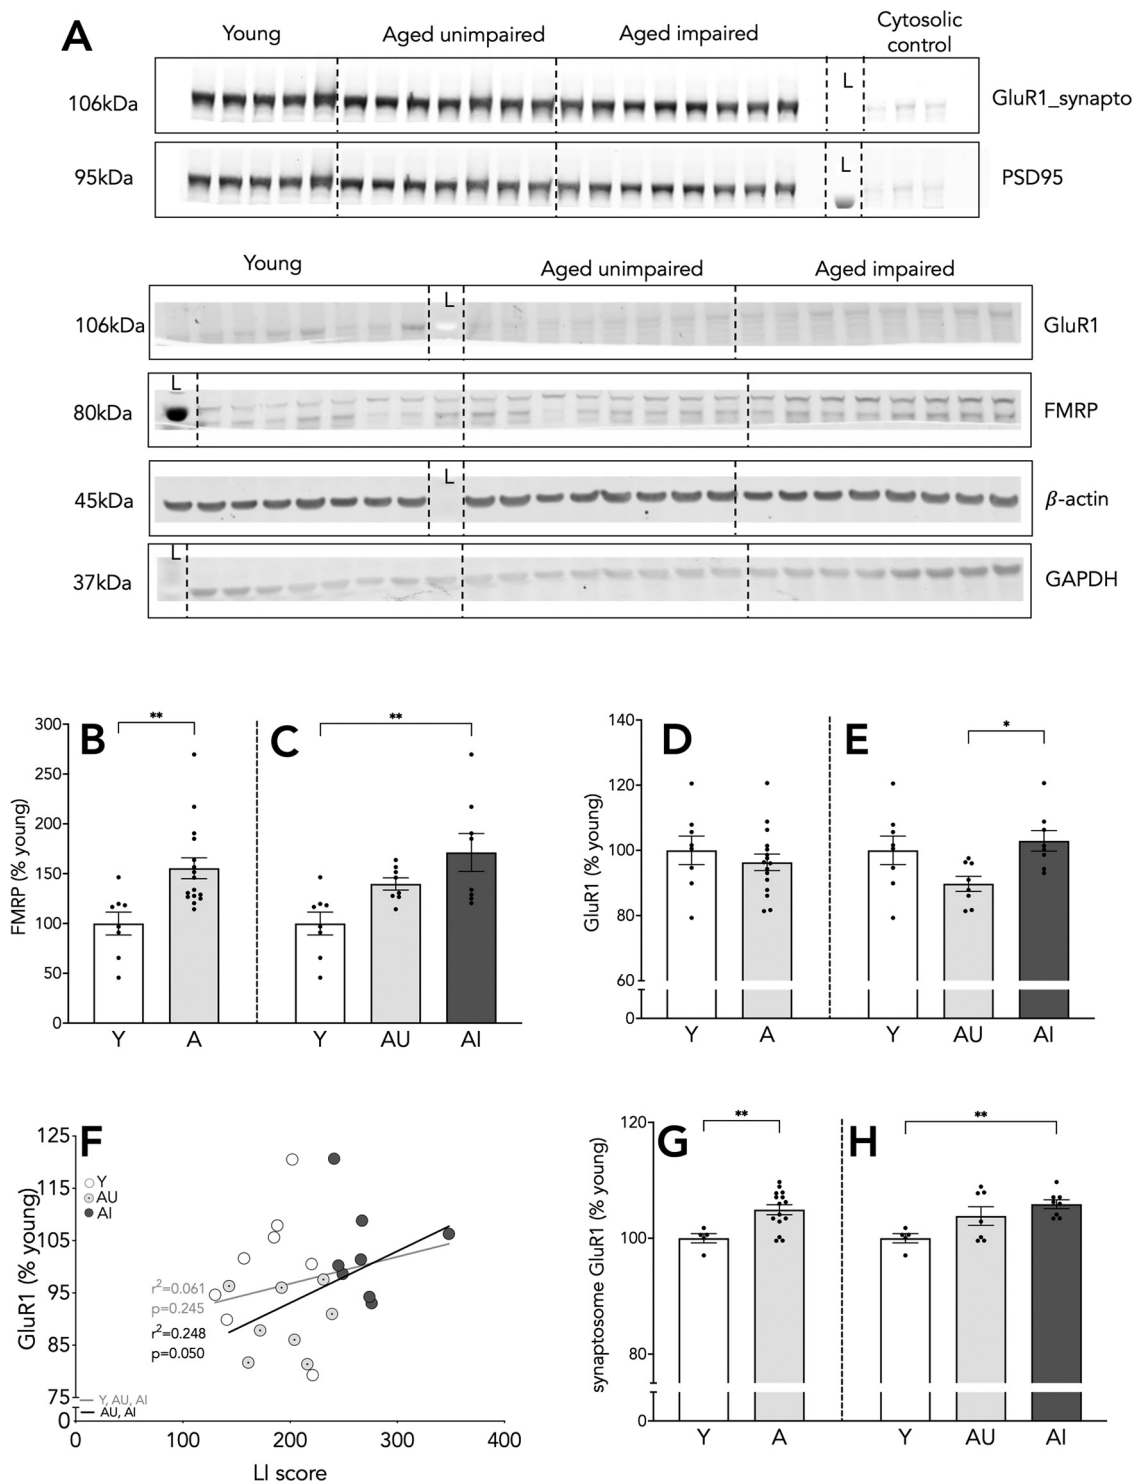 A
Young
Aged unimpaired
Aged impaired
Cytosolic
control
L
106kDa
GluR1_synapto
L
95kDa
PSD95
Young
Aged unimpaired
Aged impaired
L
106kDa
GluR1
L
80kDa
FMRP
L
45kDa
β-actin
L
37kDa
GAPDH
B
C
**
**
FMRP (% young)
300
250
200
150
100
50
0
Y
A
Y
AU
AI
D
E
*
GluR1 (% young)
140
120
100
80
60
0
Y
A
Y
AU
AI
F
Y
AU
AI
GluR1 (% young)
125
115
105
95
85
75
0
r²=0.061
p=0.245
r²=0.248
p=0.050
Y, AU, AI
AU, AI
0
100
200
300
400
LI score
G
H
**
**
synaptosome GluR1 (% young)
120
100
80
0
Y
A
Y
AU
AI